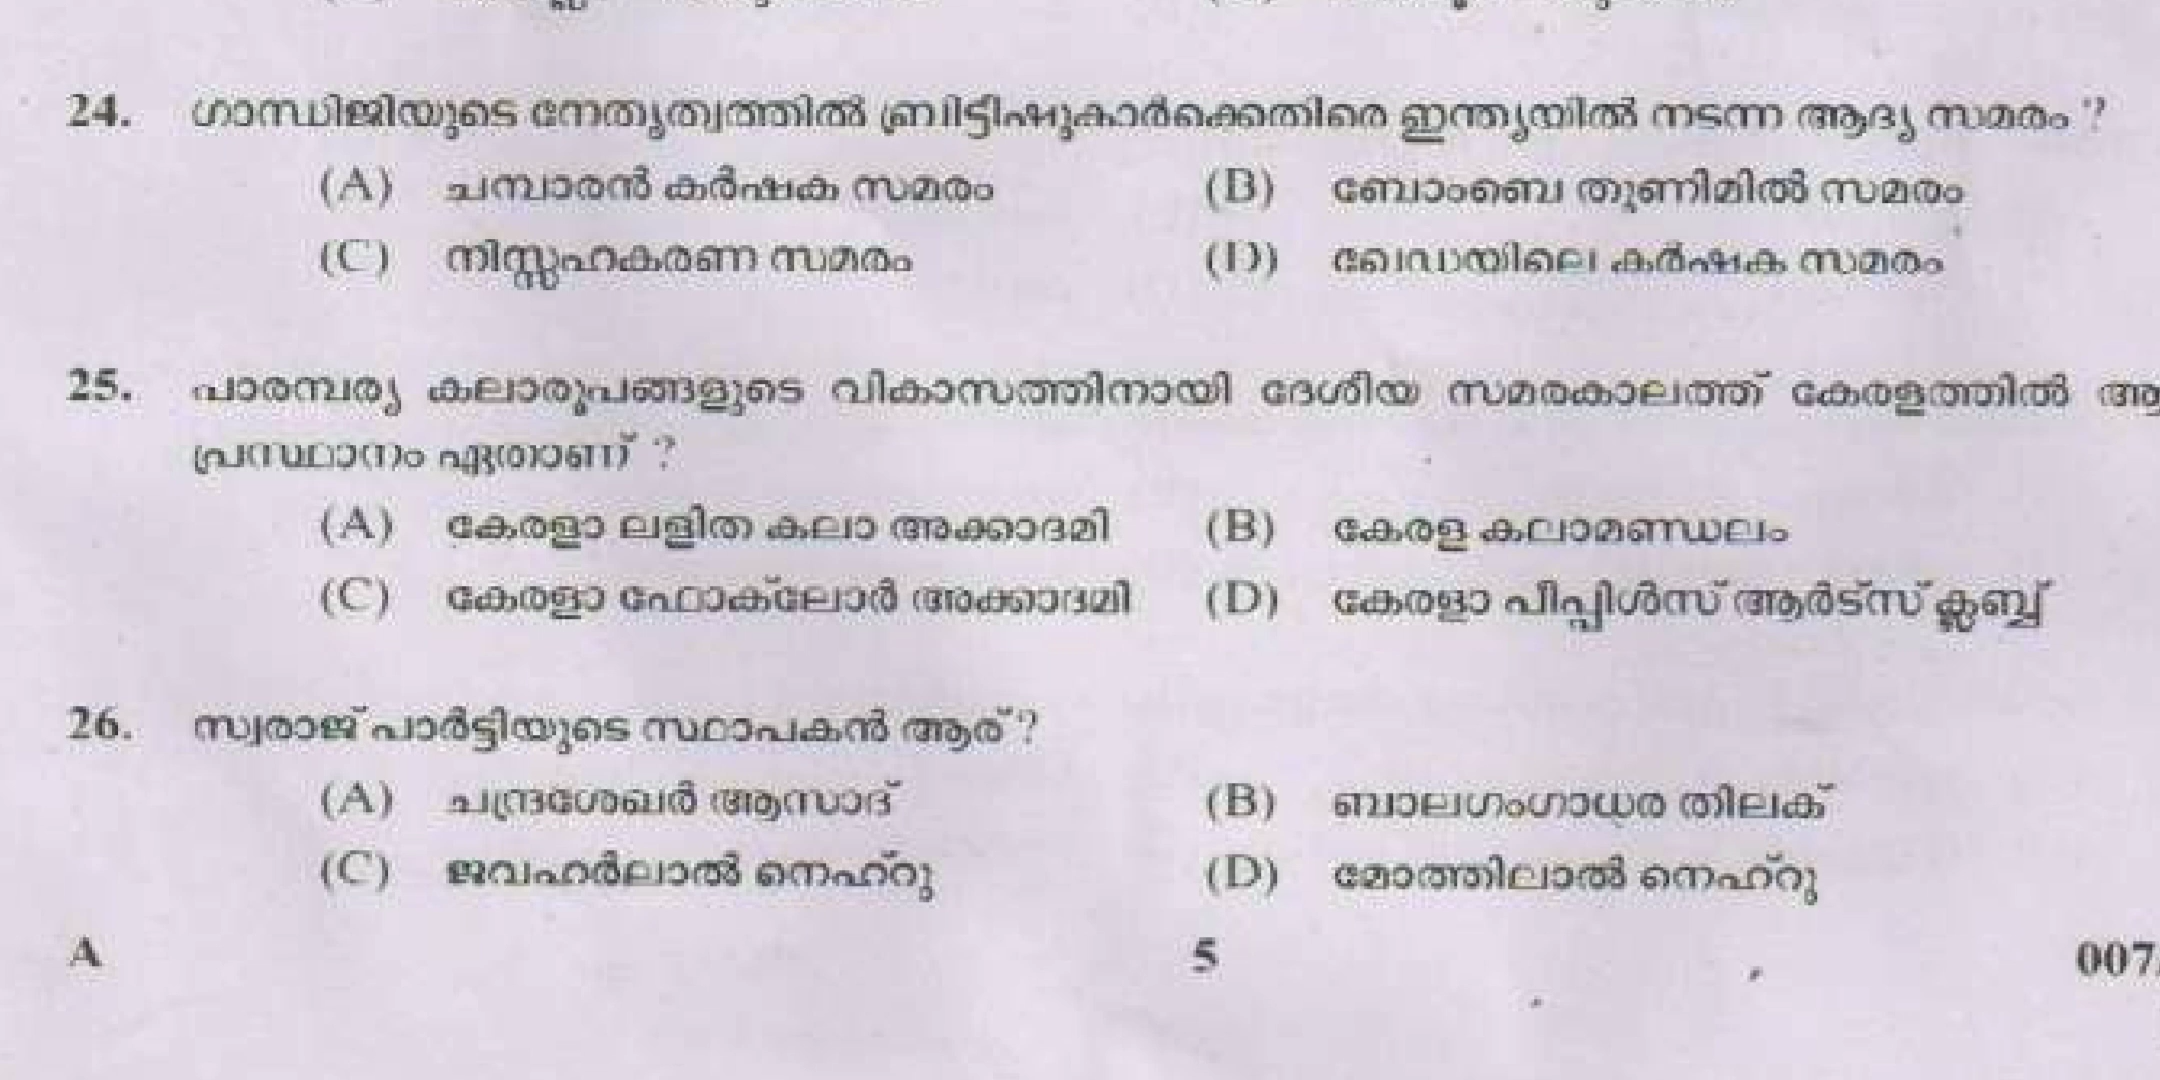 24. ഗാന്ധിജിയുടെ നേതൃത്വത്തിൽ ബ്രിട്ടീഷുകാർക്കെതിരെ ഇന്ത്യയിൽ നടന്ന ആദ്യ സമരം ?
(A) ചമ്പാരൻ കർഷക സമരം (B) ബോംബെ തുണിമിൽ സമരം
(C) നിസ്സഹകരണ സമരം (D) ഖേഡയിലെ കർഷക സമരം
25. പാരമ്പര്യ കലാരൂപങ്ങളുടെ വികാസത്തിനായി ദേശീയ സമരകാലത്ത് കേരളത്തിൽ
പ്രസ്ഥാനം ഏതാണ് ?
(A) കേരളാ ലളിത കലാ അക്കാദമി (B) കേരള കലാമണ്ഡലം
(C) കേരളാ ഫോക്‌ലോർ അക്കാദമി (D) കേരളാ പീപ്പിൾസ് ആർട്സ് ക്ലബ്ബ്
26. സ്വരാജ് പാർട്ടിയുടെ സ്ഥാപകൻ ആര് ?
(A) ചന്ദ്രശേഖർ ആസാദ് (B) ബാലഗംഗാധര തിലക്
(C) ജവഹർലാൽ നെഹ്റു (D) മോത്തിലാൽ നെഹ്റു
A 5 007